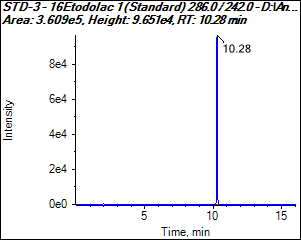 STD-3 - 16Etodolac 1 (Standard) 286.0 / 242.0 - D:\An...
Area: 3.609e5, Height: 9.651e4, RT: 10.28 min
10.28
8e4
6e4
4e4
2e4
0e0
Intensity
5 10 15
Time, min